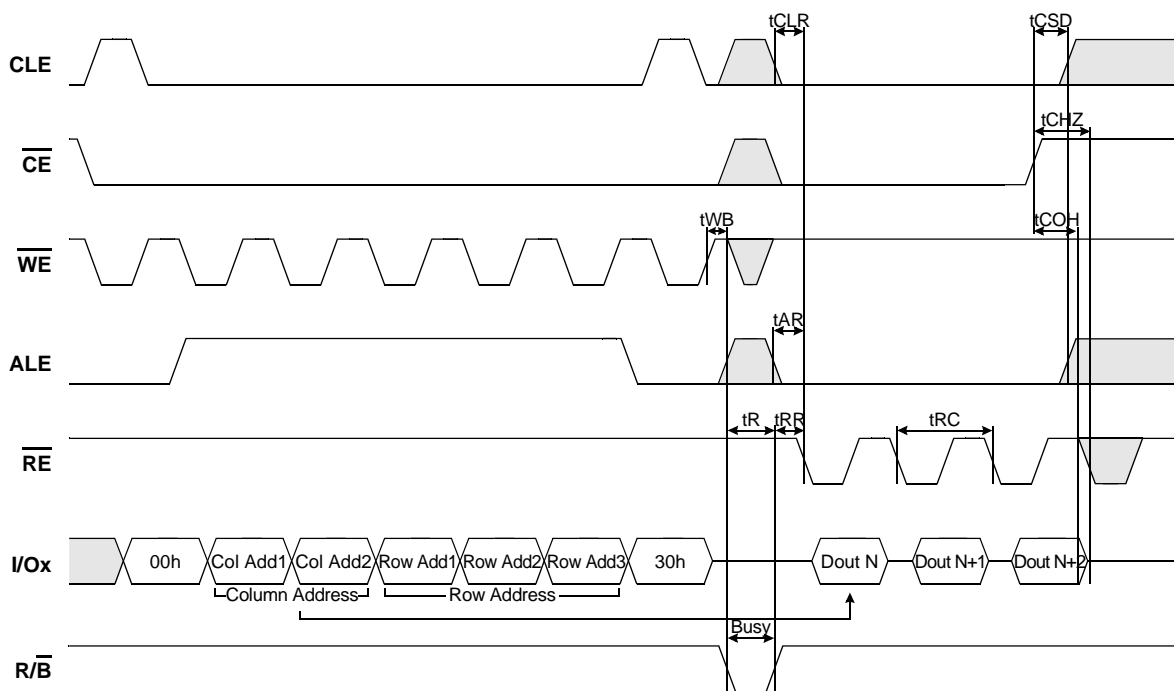 tCLR
tCSD
CLE
tCHZ
CE
tWB
tCOH
WE
tAR
ALE
tR
tRR
tRC
RE
I/Ox
00h
Col Add1
Col Add2
Row Add1
Row Add2
Row Add3
30h
Dout N
Dout N+1
Dout N+2
Column Address
Row Address
Busy
R/B